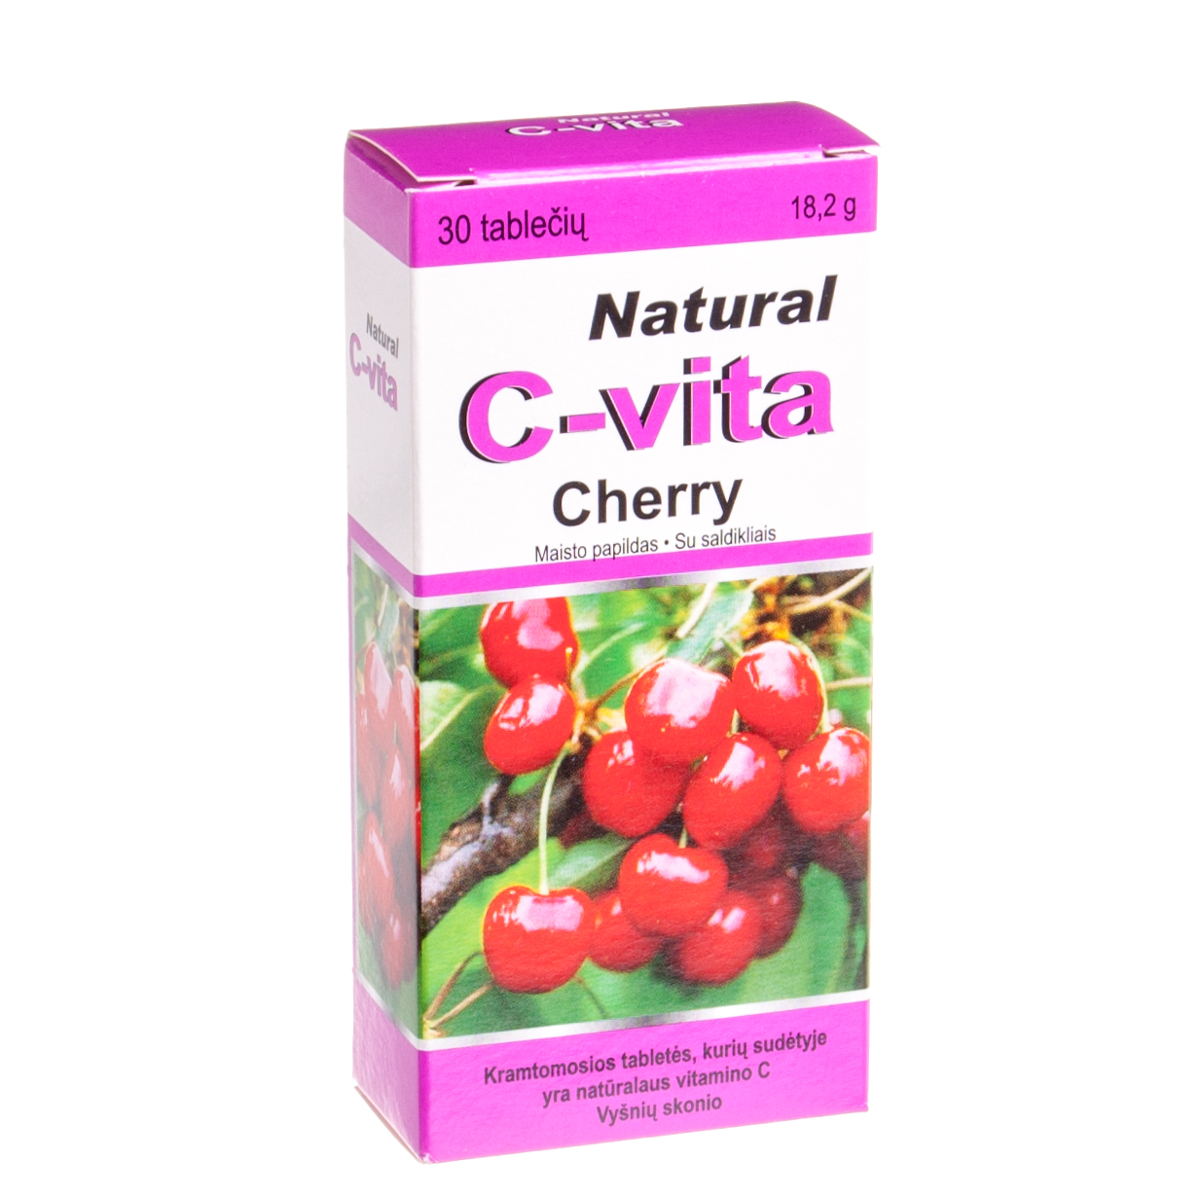 Natural
C-vita
30 tablečių
18,2 g
Natural
C-vita
Cherry
Maisto papildas • Su saldikliais
Natural
C-vita
Kramtomosios tabletės, kurių sudėtyje
yra natūralaus vitamino C
Vyšnių skonio